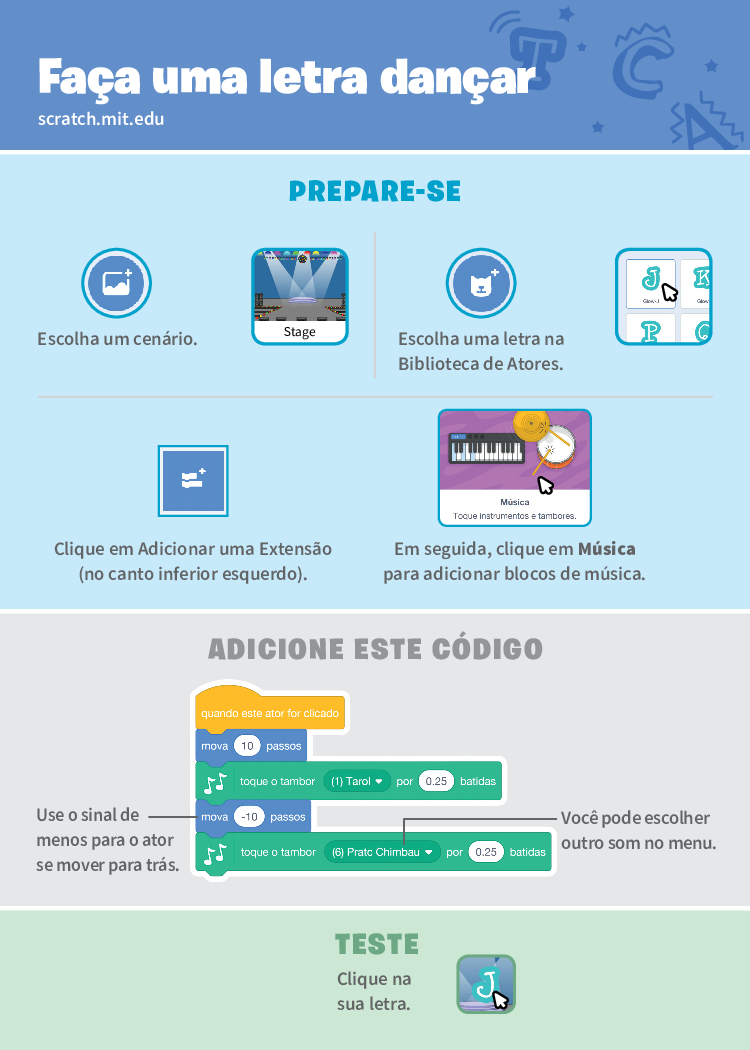 Faça uma letra dançar
scratch.mit.edu
PREPARE-SE
Escolha um cenário.
Stage
Escolha uma letra na
Biblioteca de Atores.
Glow-J
Glow-
Clique em Adicionar uma Extensão
(no canto inferior esquerdo).
Música
Toque instrumentos e tambores.
Em seguida, clique em Música
para adicionar blocos de música.
ADICIONE ESTE CÓDIGO
quando este ator for clicado
mova 10 passos
toque o tambor (1) Tarol por 0.25 batidas
Use o sinal de
menos para o ator
se mover para trás.
mova -10 passos
toque o tambor (6) Prato Chimbau por 0.25 batidas
Você pode escolher
outro som no menu.
TESTE
Clique na
sua letra.